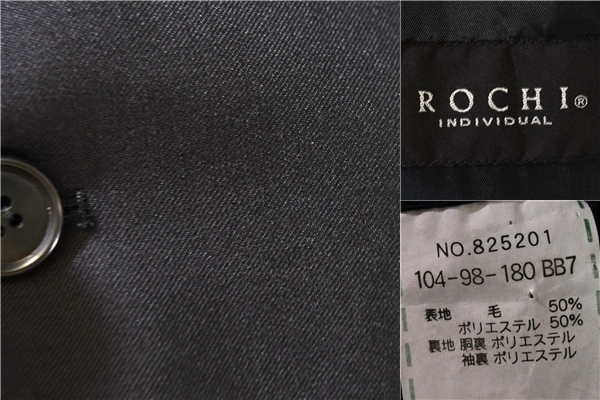 ROCHI®
INDIVIDUAL
NO.825201
104-98-180 BB7
表地 毛 50%
ポリエステル 50%
裏地 胴裏 ポリエステル
袖裏 ポリエステル